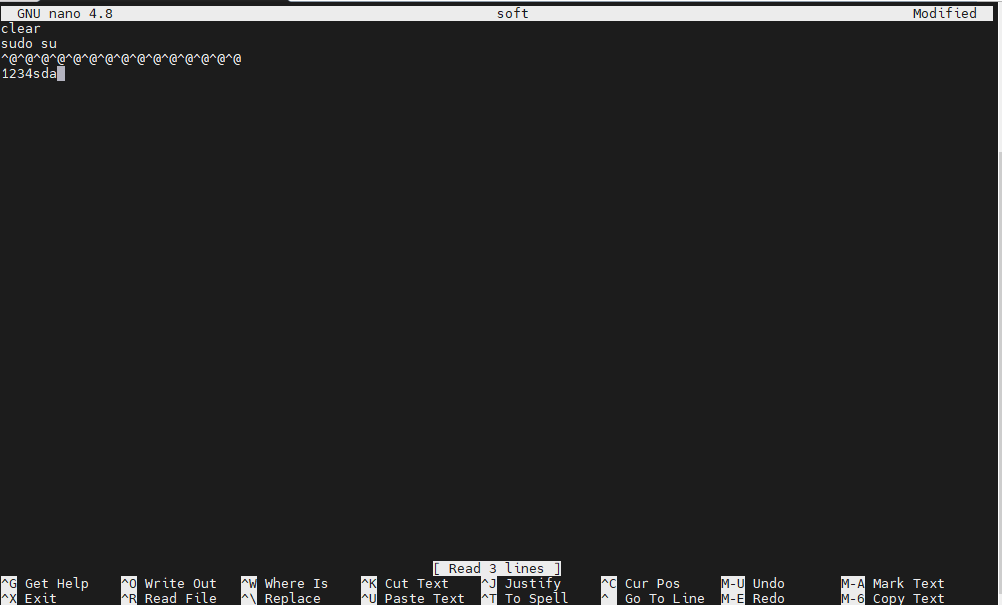 GNU nano 4.8 soft Modified
clear
sudo su
^@^@^@^@^@^@^@^@^@^@^@^@^@^@^@
1234sda
[ Read 3 lines ]
^G Get Help ^O Write Out ^W Where Is ^K Cut Text ^J Justify ^C Cur Pos M-U Undo M-A Mark Text
^X Exit ^R Read File ^\ Replace ^U Paste Text ^T To Spell ^ Go To Line M-E Redo M-6 Copy Text